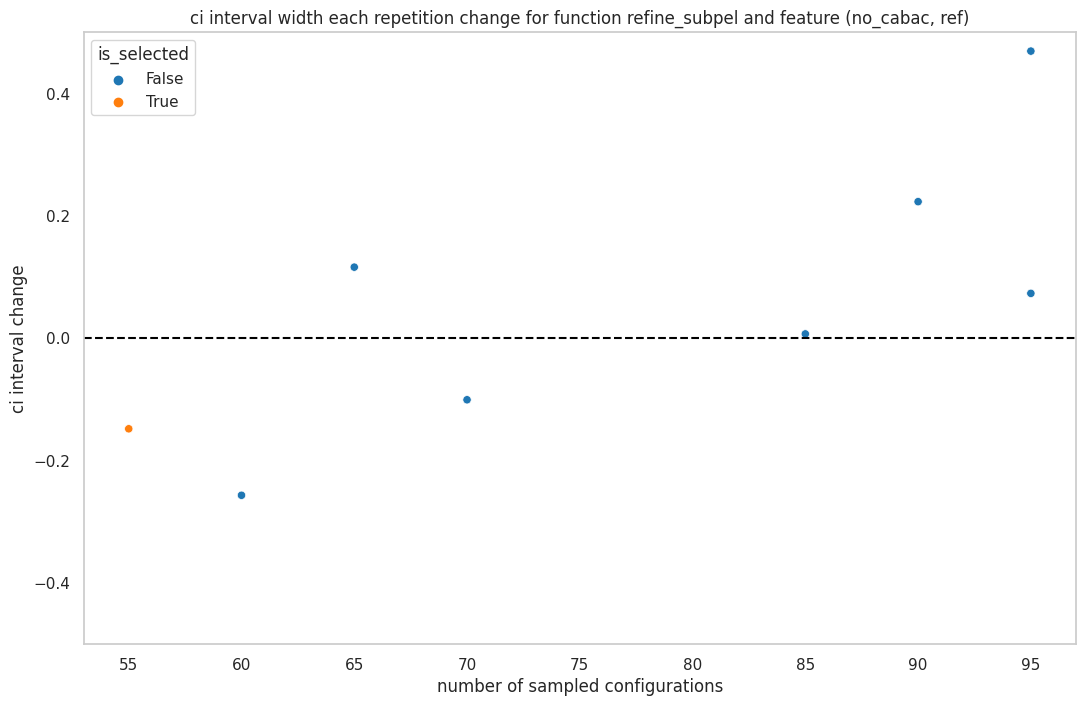 ci interval width each repetition change for function refine_subpel and feature (no_cabac, ref)
is_selected
False
True
ci interval change
0.4
0.2
0.0
−0.2
−0.4
55 60 65 70 75 80 85 90 95
number of sampled configurations